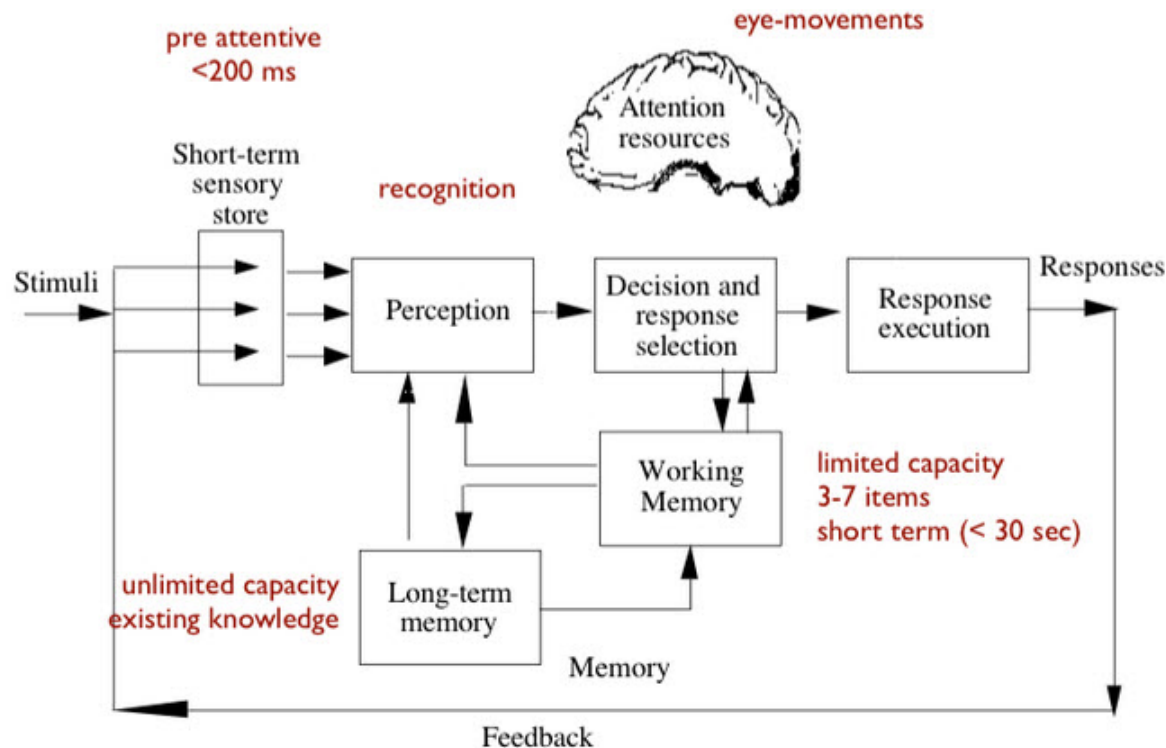 eye-movements
pre attentive
<200 ms
Attention
resources
Short-term
sensory
store
recognition
Stimuli
Perception
Decision and
response
selection
Response
execution
Responses
Working
Memory
limited capacity
3-7 items
short term (< 30 sec)
unlimited capacity
existing knowledge
Long-term
memory
Memory
Feedback